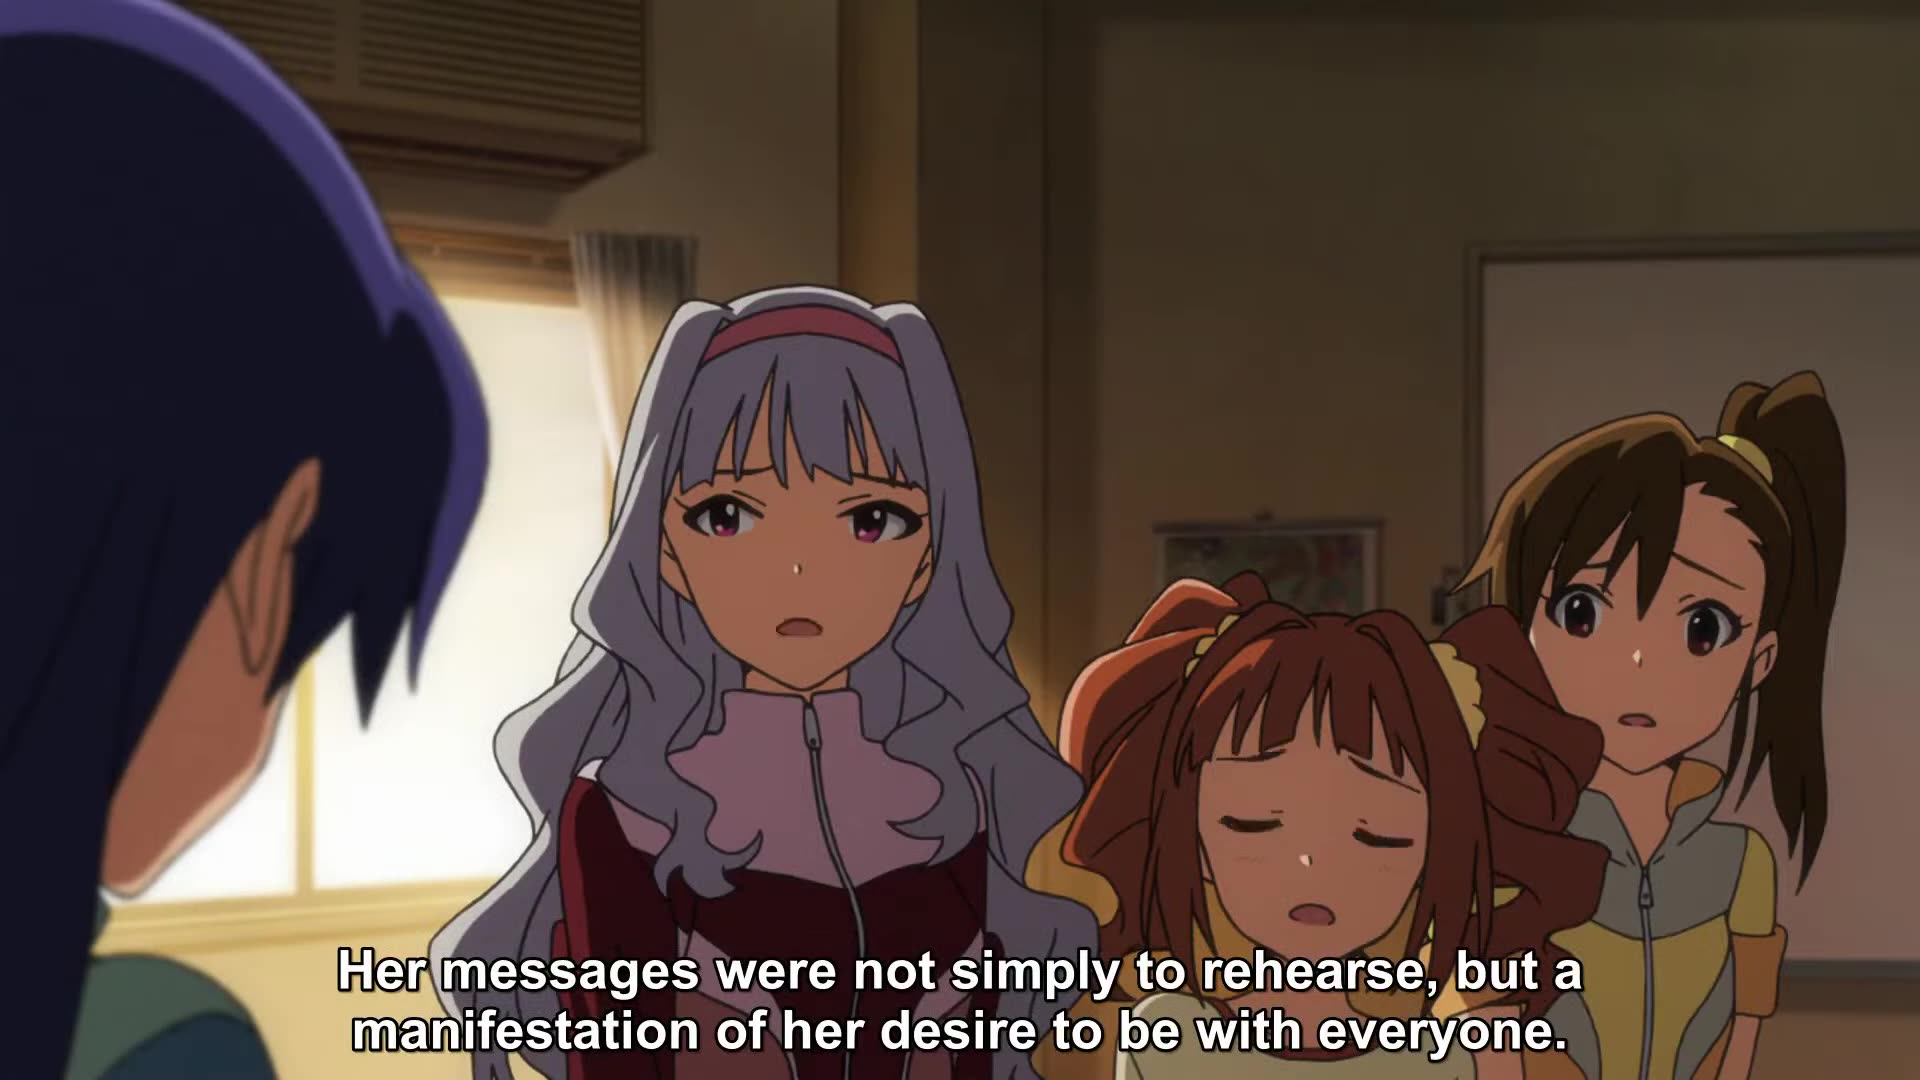 Her messages were not simply to rehearse, but a
manifestation of her desire to be with everyone.